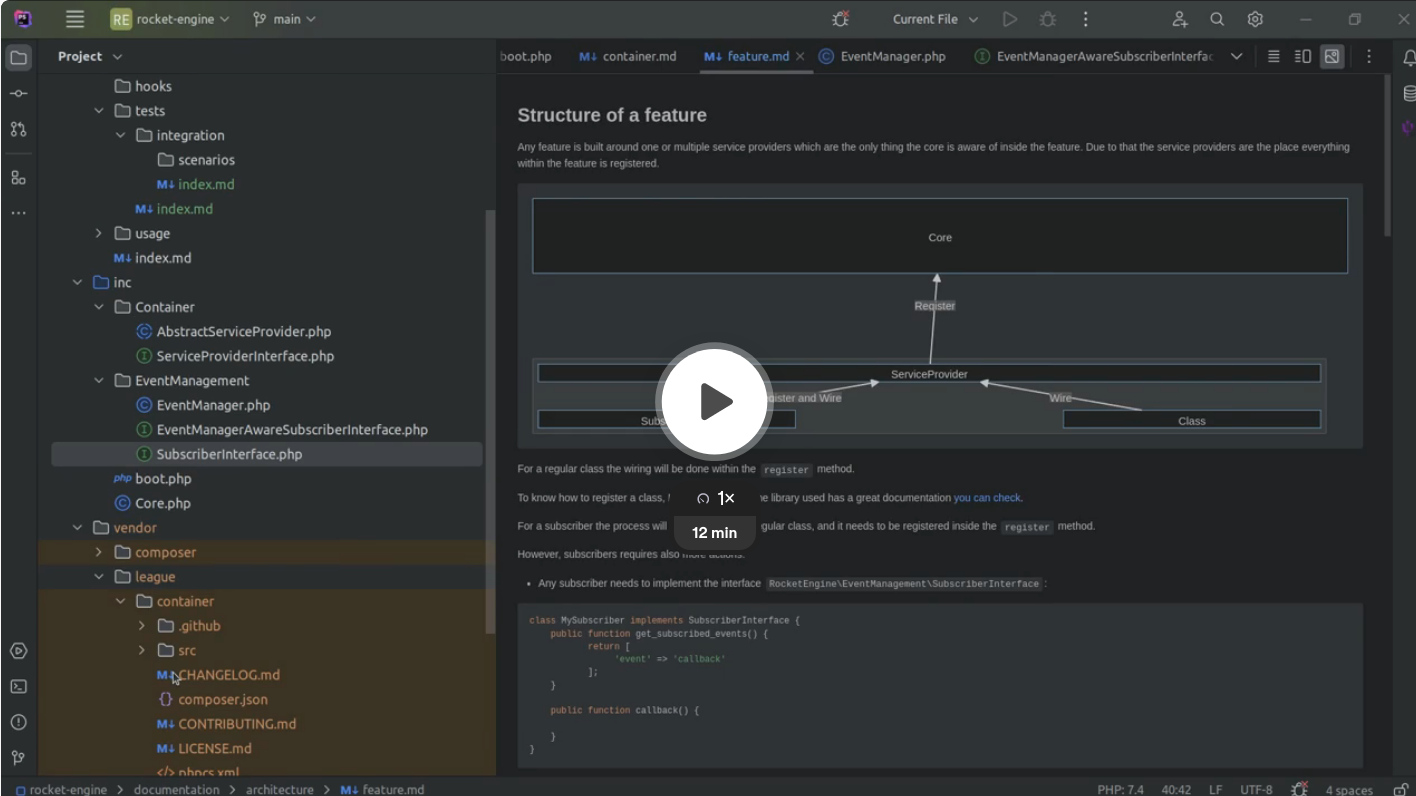 RE rocket-engine main Current File
Project
boot.php container.md feature.md EventManager.php EventManagerAwareSubscriberInterfac
hooks
tests
integration
scenarios
index.md
index.md
usage
index.md
inc
Container
AbstractServiceProvider.php
ServiceProviderInterface.php
EventManagement
EventManager.php
EventManagerAwareSubscriberInterface.php
SubscriberInterface.php
php boot.php
Core.php
vendor
composer
league
container
.github
src
CHANGELOG.md
composer.json
CONTRIBUTING.md
LICENSE.md
phpcs.xml
Structure of a feature
Any feature is built around one or multiple service providers which are the only thing the core is aware of inside the feature. Due to that the service providers are the place everything
within the feature is registered.
Core
Register
ServiceProvider
gister and Wire Wire
Subs Class
For a regular class the wiring will be done within the register method.
To know how to register a class, he library used has a great documentation you can check.
1×
For a subscriber the process will gular class, and it needs to be registered inside the register method.
12 min
However, subscribers requires also more actions:
• Any subscriber needs to implement the interface RocketEngine\EventManagement\SubscriberInterface :
class MySubscriber implements SubscriberInterface {
public function get_subscribed_events() {
return [
'event' => 'callback'
];
}
public function callback() {
}
}
rocket-engine > documentation > architecture > feature.md PHP: 7.4 40:42 LF UTF-8 4 spaces